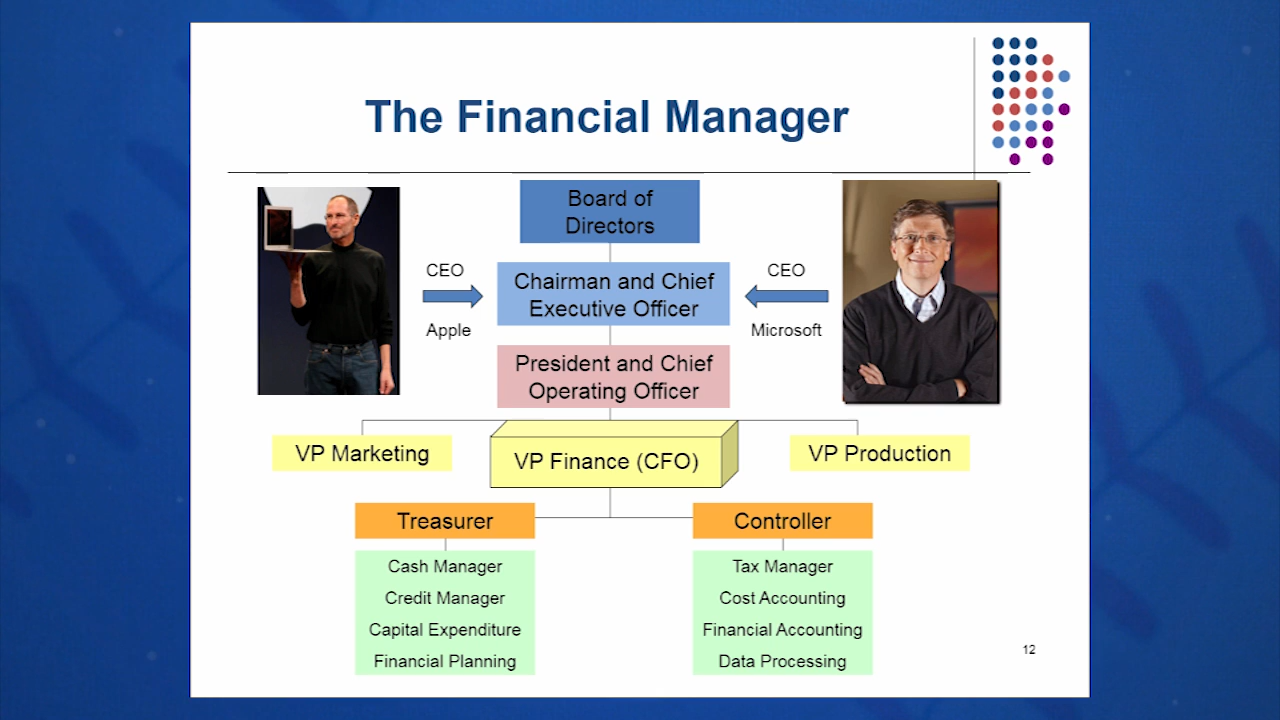 The Financial Manager
Board of
Directors
CEO
Apple
Chairman and Chief
Executive Officer
CEO
Microsoft
President and Chief
Operating Officer
VP Marketing
VP Finance (CFO)
VP Production
Treasurer
Controller
Cash Manager
Credit Manager
Capital Expenditure
Financial Planning
Tax Manager
Cost Accounting
Financial Accounting
Data Processing
12